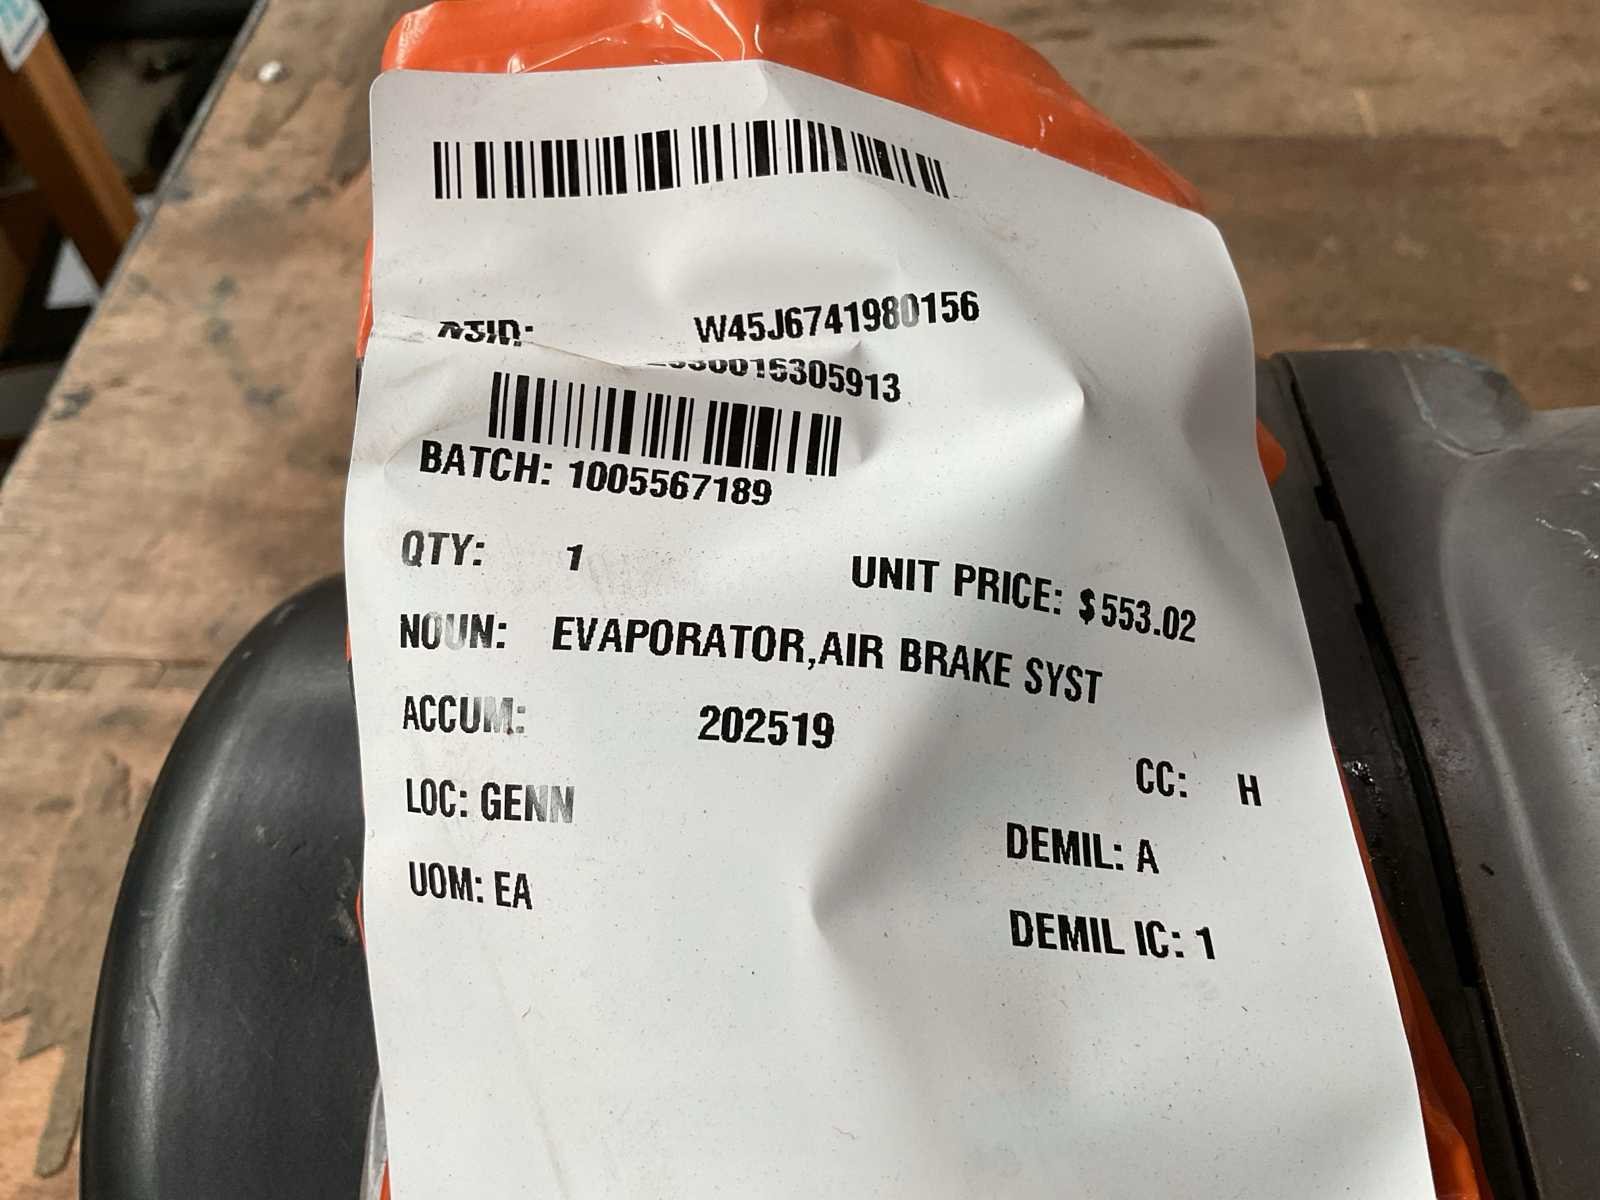 W45J6741980156
BATCH: 1005567189
QTY: 1
UNIT PRICE: $553.02
NOUN: EVAPORATOR,AIR BRAKE SYST
ACCUM: 202519
CC: H
LOC: GENN
DEMIL: A
UOM: EA
DEMIL IC: 1